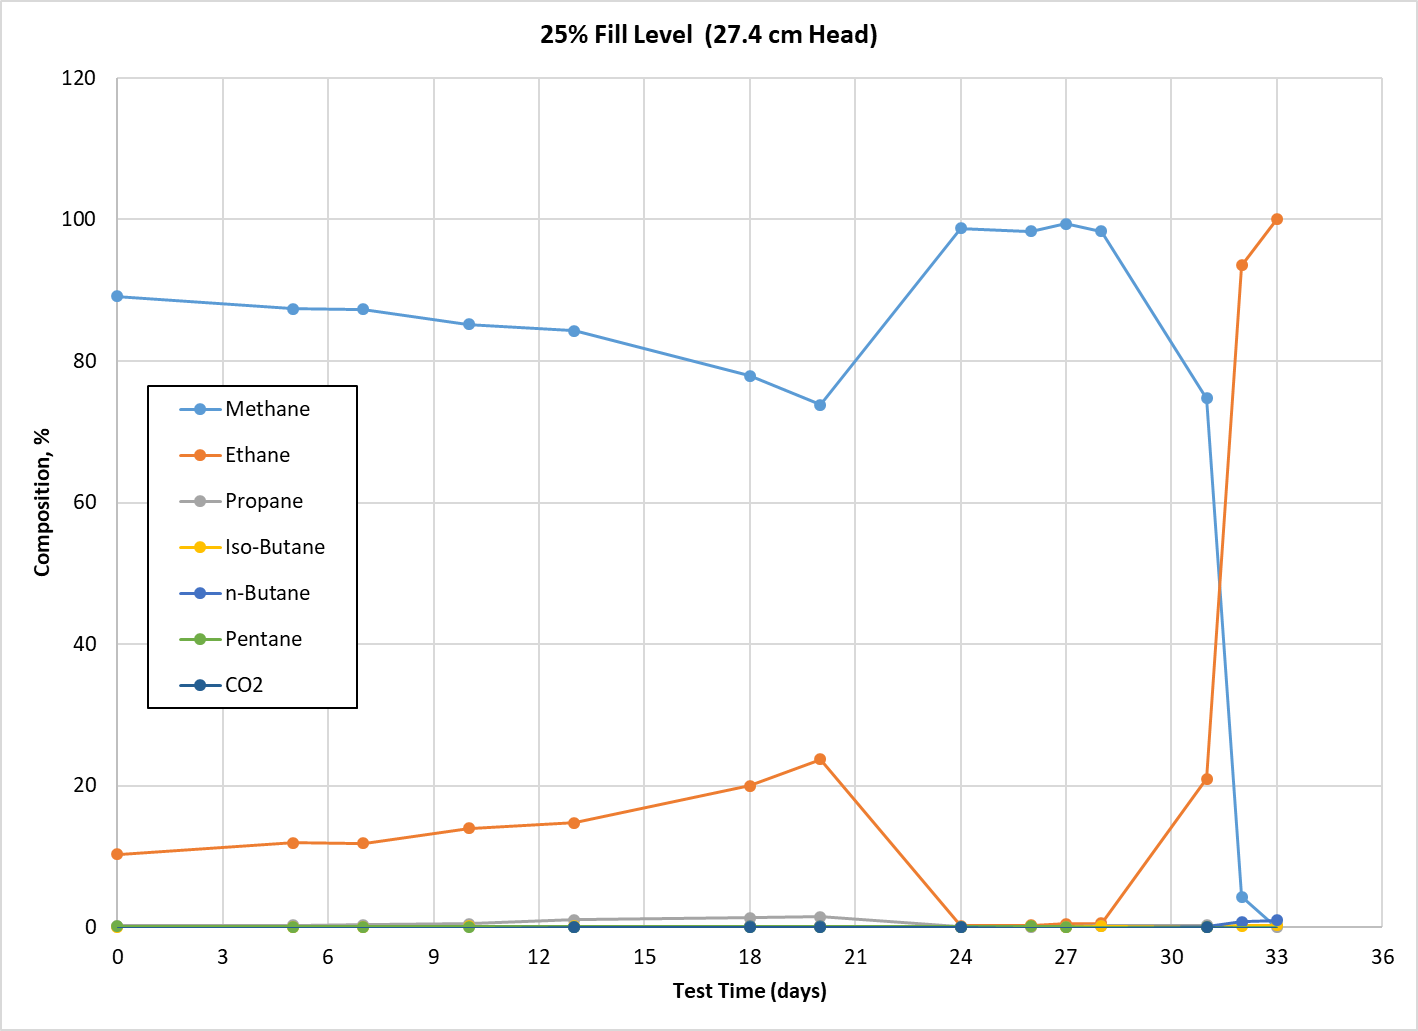 25% Fill Level  (27.4 cm Head)
120
100
80
60
40
20
0
Composition, %
Methane
Ethane
Propane
Iso-Butane
n-Butane
Pentane
CO2
0 3 6 9 12 15 18 21 24 27 30 33 36
Test Time (days)